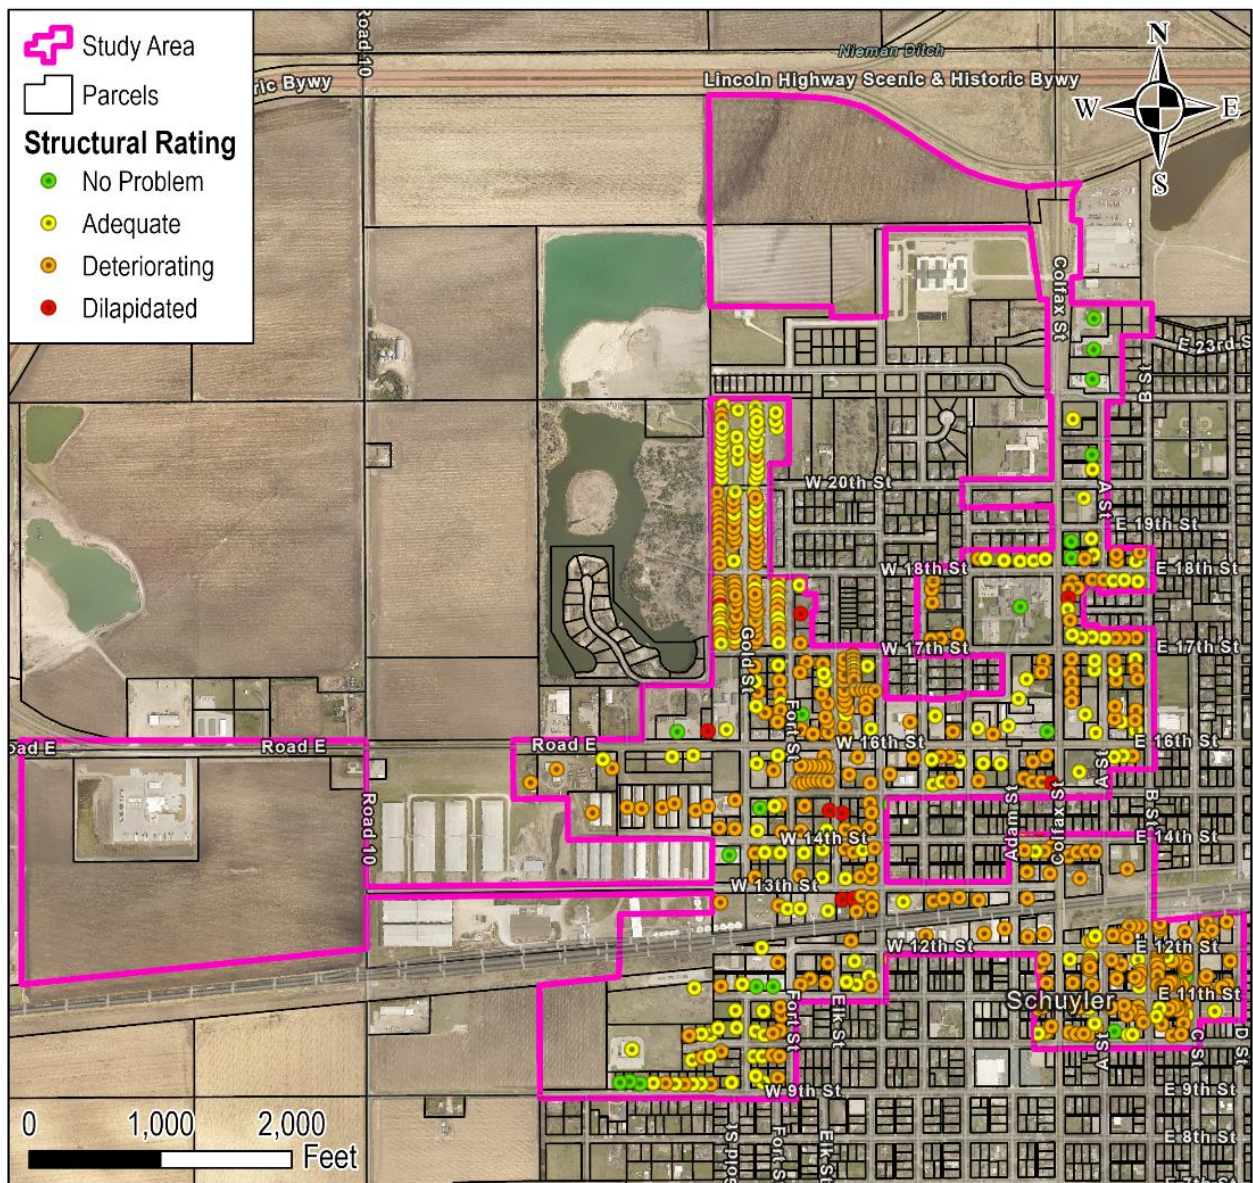 Study Area
Parcels
Structural Rating
No Problem
Adequate
Deteriorating
Dilapidated
Road 10
ric Bywy
Nieman Ditch
Lincoln Highway Scenic & Historic Bywy
N
W
E
S
Colfax St
E 23rd S
B St
W 20th St
A St
E 19th St
W 18th St
E 18th St
W 17th St
E 17th St
Gold St
Fort St
oad E
Road E
Road E
W 16th St
E 16th St
A St
Road 10
Adam St
Colfax St
B St
W 14th St
E 14th St
W 13th St
W 12th St
E 12th St
Schuyler
E 11th St
Fort St
Elk St
A St
C St
D St
W 9th St
E 9th St
0
1,000
2,000
Feet
Fort S
Elk St
E 8th St